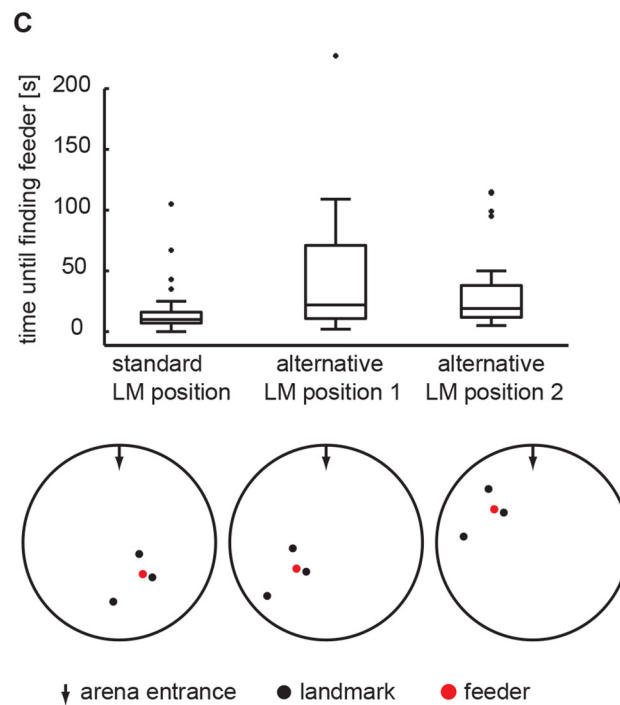 C
time until finding feeder [s]
200
150
100
50
0
standard
LM position
alternative
LM position 1
alternative
LM position 2
arena entrance
landmark
feeder